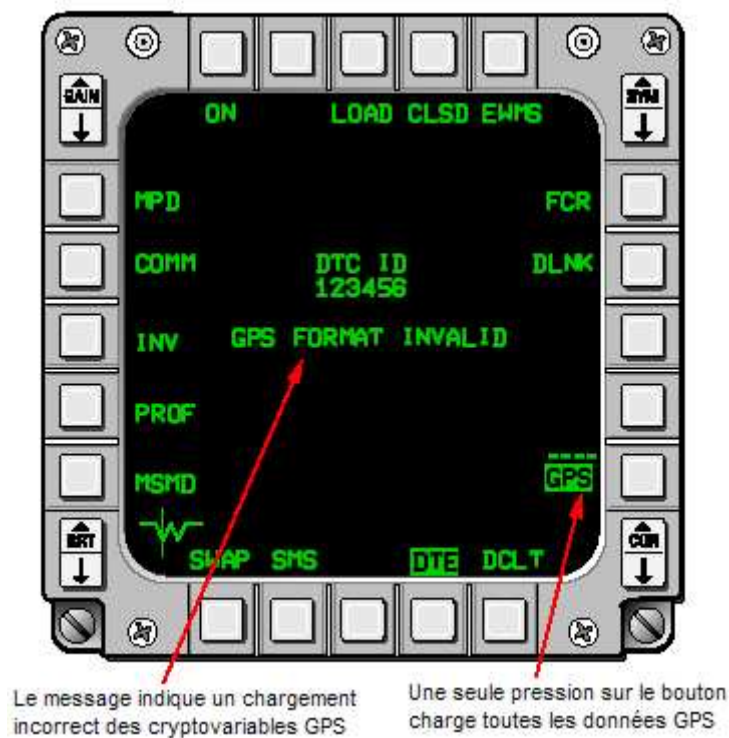 GAIN
SYM
ON LOAD CLSD EWMS
MPD FCR
COMM DTC ID DLNK
123456
INV GPS FORMAT INVALID
PROF
GPS
MSMD
BRT
CON
SWAP SMS DTE DCLT
Le message indique un chargement
incorrect des cryptovariables GPS
Une seule pression sur le bouton
charge toutes les données GPS